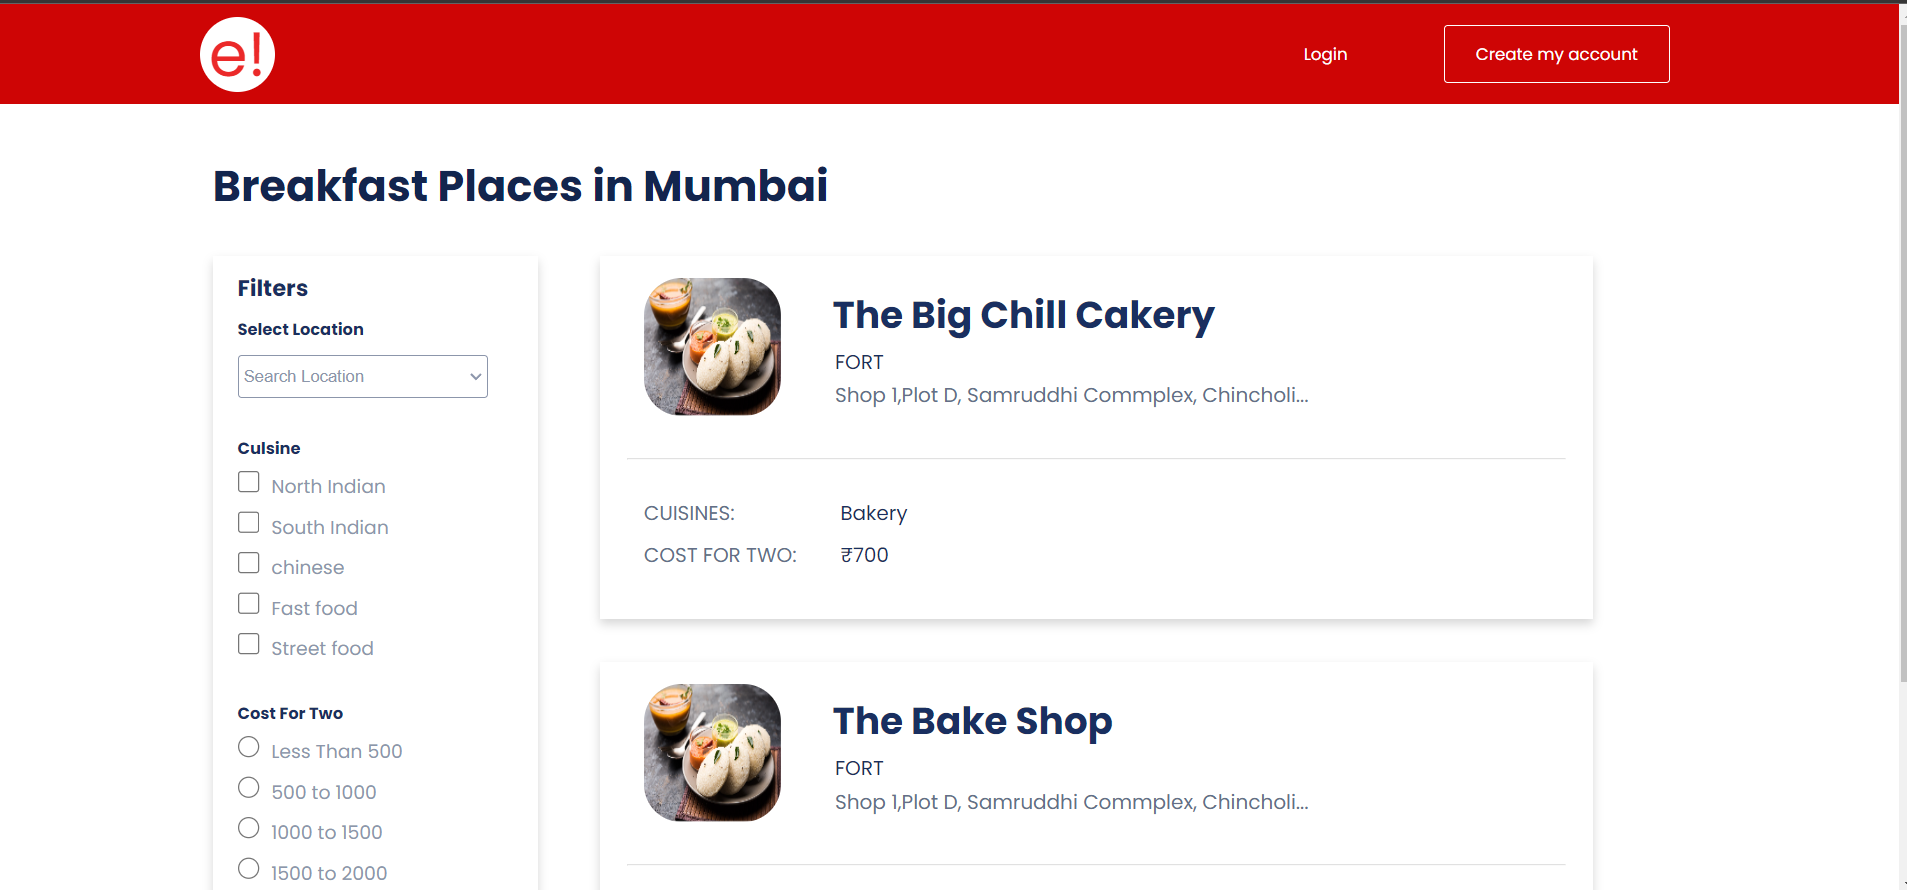 e!
Login
Create my account
Breakfast Places in Mumbai
Filters
Select Location
Search Location
CuIsine
North Indian
South Indian
chinese
Fast food
Street food
Cost For Two
Less Than 500
500 to 1000
1000 to 1500
1500 to 2000
The Big Chill Cakery
FORT
Shop 1,Plot D, Samruddhi Commplex, Chincholi...
CUISINES:
Bakery
COST FOR TWO:
₹700
The Bake Shop
FORT
Shop 1,Plot D, Samruddhi Commplex, Chincholi...